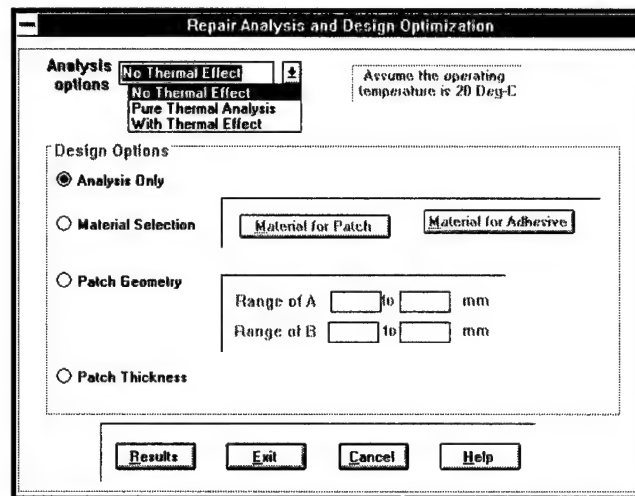 Repair Analysis and Design Optimization
Analysis options
No Thermal Effect
No Thermal Effect
Pure Thermal Analysis
With Thermal Effect
Assume the operating
temperature is 20 Deg-C
Design Options
Analysis Only
Material Selection
Material for Patch
Material for Adhesive
Patch Geometry
Range of A to mm
Range of B to mm
Patch Thickness
Results Exit Cancel Help